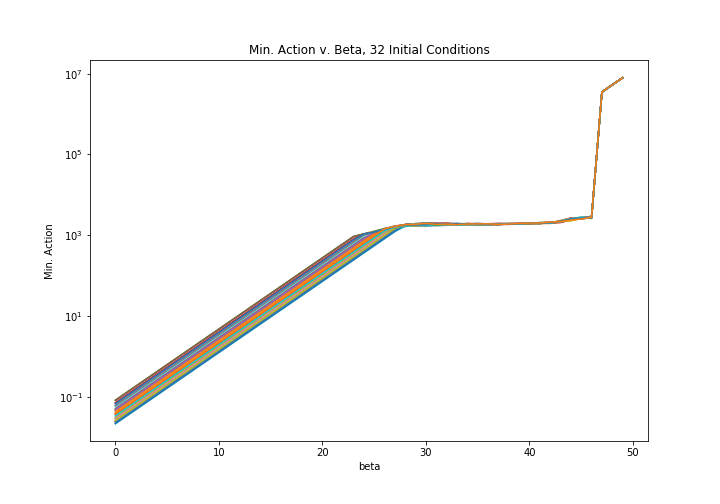 Min. Action v. Beta, 32 Initial Conditions
10^7
10^5
10^3
10^1
10^-1
Min. Action
0 10 20 30 40 50
beta